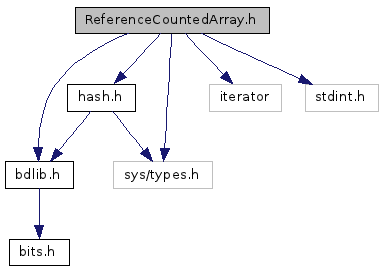 ReferenceCountedArray.h
hash.h
iterator
stdint.h
bdlib.h
sys/types.h
bits.h